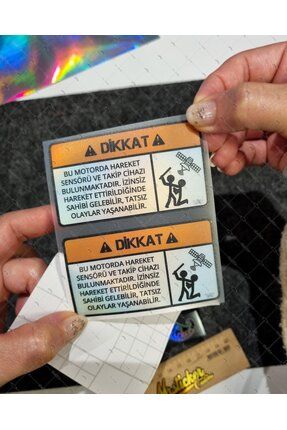 DİKKAT
BU MOTORDA HAREKET
SENSÖRÜ VE TAKİP CİHAZI
BULUNMAKTADIR. İZİNSİZ
HAREKET ETTİRİLDİĞİNDE
SAHİBİ GELEBİLİR, TATSIZ
OLAYLAR YAŞANABİLİR.
DİKKAT
BU MOTORDA HAREKET
SENSÖRÜ VE TAKİP CİHAZI
BULUNMAKTADIR. İZİNSİZ
HAREKET ETTİRİLDİĞİNDE
SAHİBİ GELEBİLİR, TATSIZ
OLAYLAR YAŞANABİLİR.